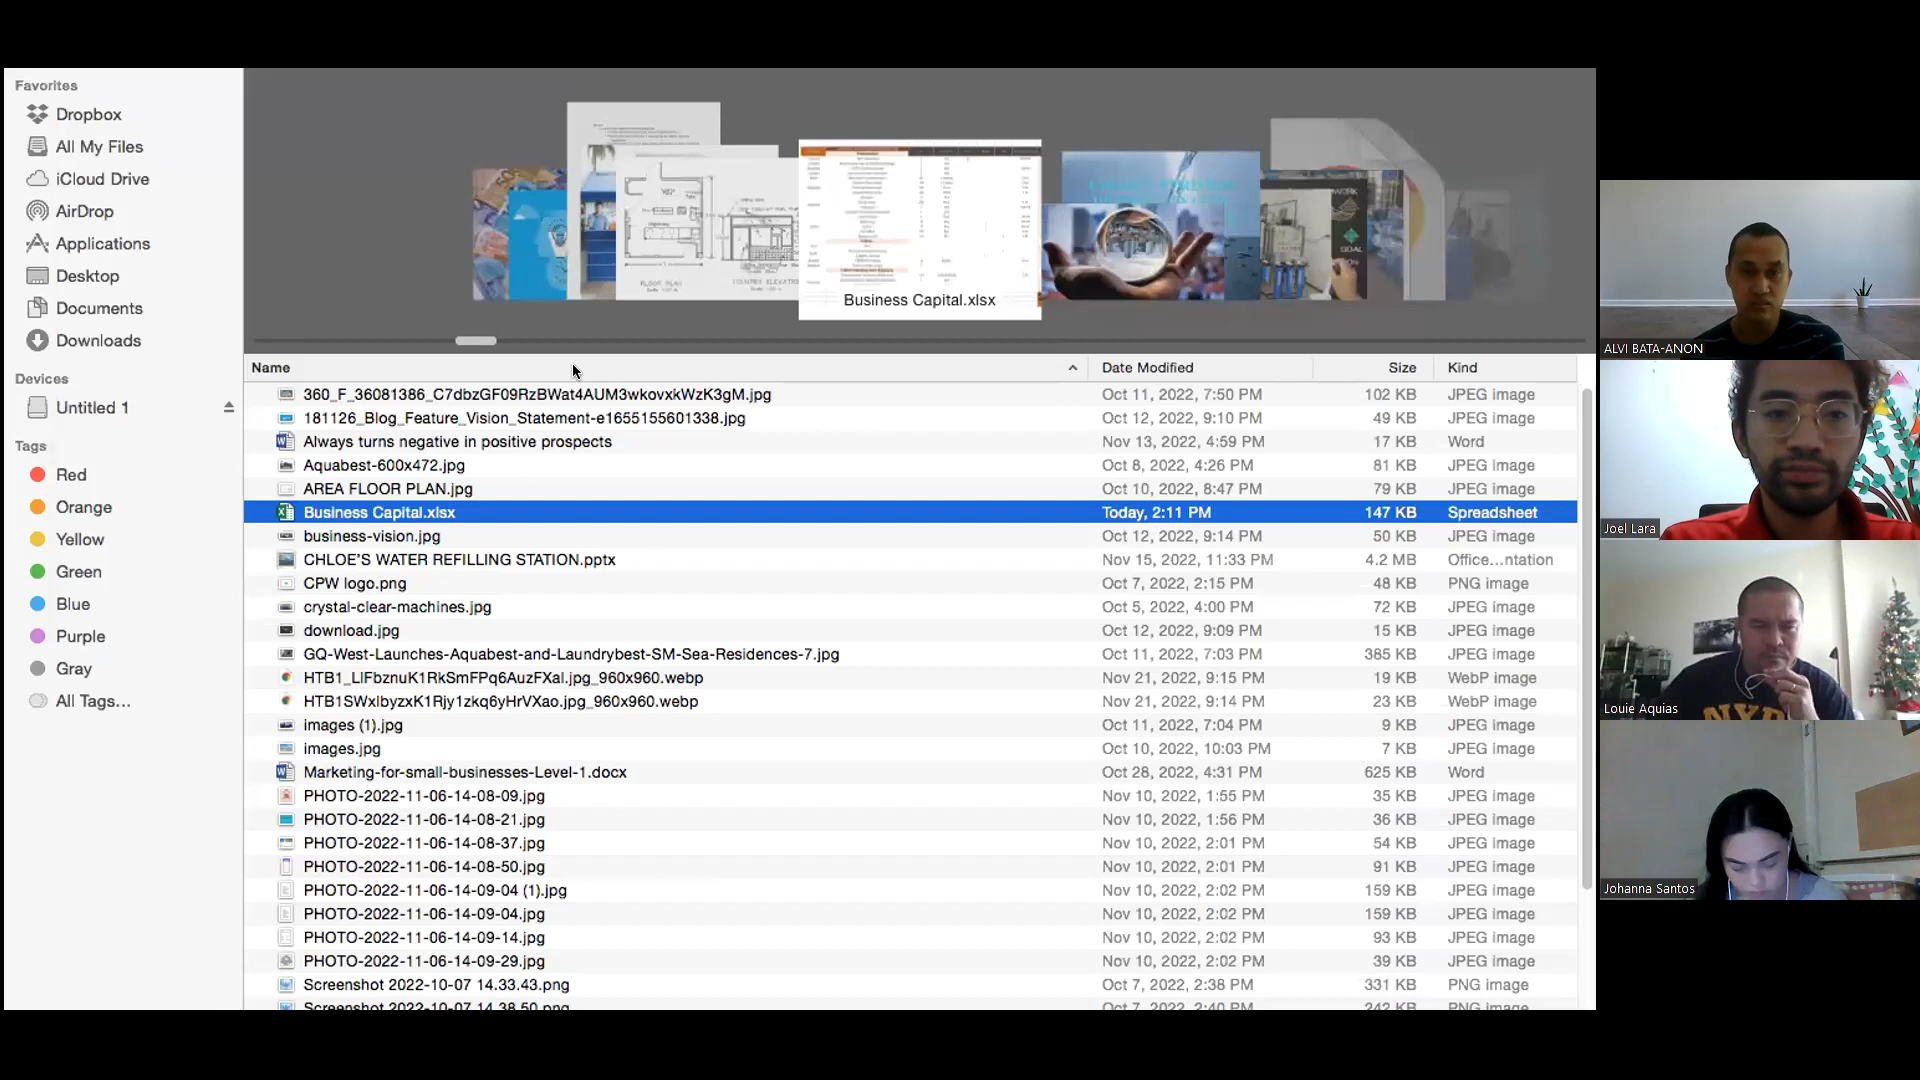 Favorites
Dropbox
All My Files
iCloud Drive
AirDrop
Applications
Desktop
Documents
Downloads
Devices
Untitled 1
Tags
Red
Orange
Yellow
Green
Blue
Purple
Gray
All Tags...
FLOOR PLAN
Business Capital.xlsx
Name Date Modified Size Kind
360_F_36081386_C7dbzGF09RzBWat4AUM3wkovxkWzK3gM.jpg Oct 11, 2022, 7:50 PM 102 KB JPEG image
181126_Blog_Feature_Vision_Statement-e1655155601338.jpg Oct 12, 2022, 9:10 PM 49 KB JPEG image
Always turns negative in positive prospects Nov 13, 2022, 4:59 PM 17 KB Word
Aquabest-600x472.jpg Oct 8, 2022, 4:26 PM 81 KB JPEG image
AREA FLOOR PLAN.jpg Oct 10, 2022, 8:47 PM 79 KB JPEG image
Business Capital.xlsx Today, 2:11 PM 147 KB Spreadsheet
business-vision.jpg Oct 12, 2022, 9:14 PM 50 KB JPEG image
CHLOE'S WATER REFILLING STATION.pptx Nov 15, 2022, 11:33 PM 4.2 MB Office...ntation
CPW logo.png Oct 7, 2022, 2:15 PM 48 KB PNG image
crystal-clear-machines.jpg Oct 5, 2022, 4:00 PM 72 KB JPEG image
download.jpg Oct 12, 2022, 9:09 PM 15 KB JPEG image
GQ-West-Launches-Aquabest-and-Laundrybest-SM-Sea-Residences-7.jpg Oct 11, 2022, 7:03 PM 385 KB JPEG image
HTB1_LlFbznuK1RkSmFPq6AuzFXal.jpg_960x960.webp Nov 21, 2022, 9:15 PM 19 KB WebP image
HTB1SWxlbyzxK1Rjy1zkq6yHrVXao.jpg_960x960.webp Nov 21, 2022, 9:14 PM 23 KB WebP image
images (1).jpg Oct 11, 2022, 7:04 PM 9 KB JPEG image
images.jpg Oct 10, 2022, 10:03 PM 7 KB JPEG image
Marketing-for-small-businesses-Level-1.docx Oct 28, 2022, 4:31 PM 625 KB Word
PHOTO-2022-11-06-14-08-09.jpg Nov 10, 2022, 1:55 PM 35 KB JPEG image
PHOTO-2022-11-06-14-08-21.jpg Nov 10, 2022, 1:56 PM 36 KB JPEG image
PHOTO-2022-11-06-14-08-37.jpg Nov 10, 2022, 2:01 PM 54 KB JPEG image
PHOTO-2022-11-06-14-08-50.jpg Nov 10, 2022, 2:01 PM 91 KB JPEG image
PHOTO-2022-11-06-14-09-04 (1).jpg Nov 10, 2022, 2:02 PM 159 KB JPEG image
PHOTO-2022-11-06-14-09-04.jpg Nov 10, 2022, 2:02 PM 159 KB JPEG image
PHOTO-2022-11-06-14-09-14.jpg Nov 10, 2022, 2:02 PM 93 KB JPEG image
PHOTO-2022-11-06-14-09-29.jpg Nov 10, 2022, 2:02 PM 39 KB JPEG image
Screenshot 2022-10-07 14.33.43.png Oct 7, 2022, 2:38 PM 331 KB PNG image
Screenshot 2022-10-07 14.38.50.png Oct 7, 2022, 2:40 PM 242 KB PNG image
ALVI BATA-ANON
Joel Lara
Louie Aquias
Johanna Santos